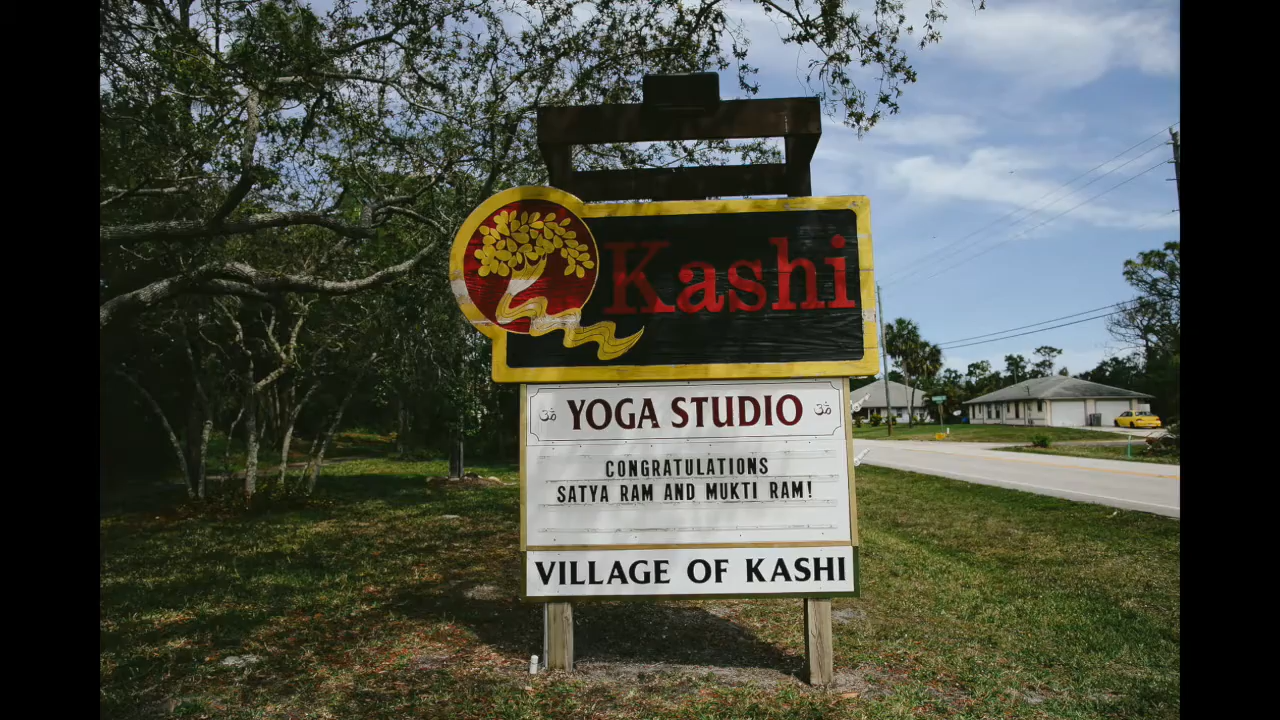 Kashi
ॐ YOGA STUDIO ॐ
CONGRATULATIONS
SATYA RAM AND MUKTI RAM!
VILLAGE OF KASHI